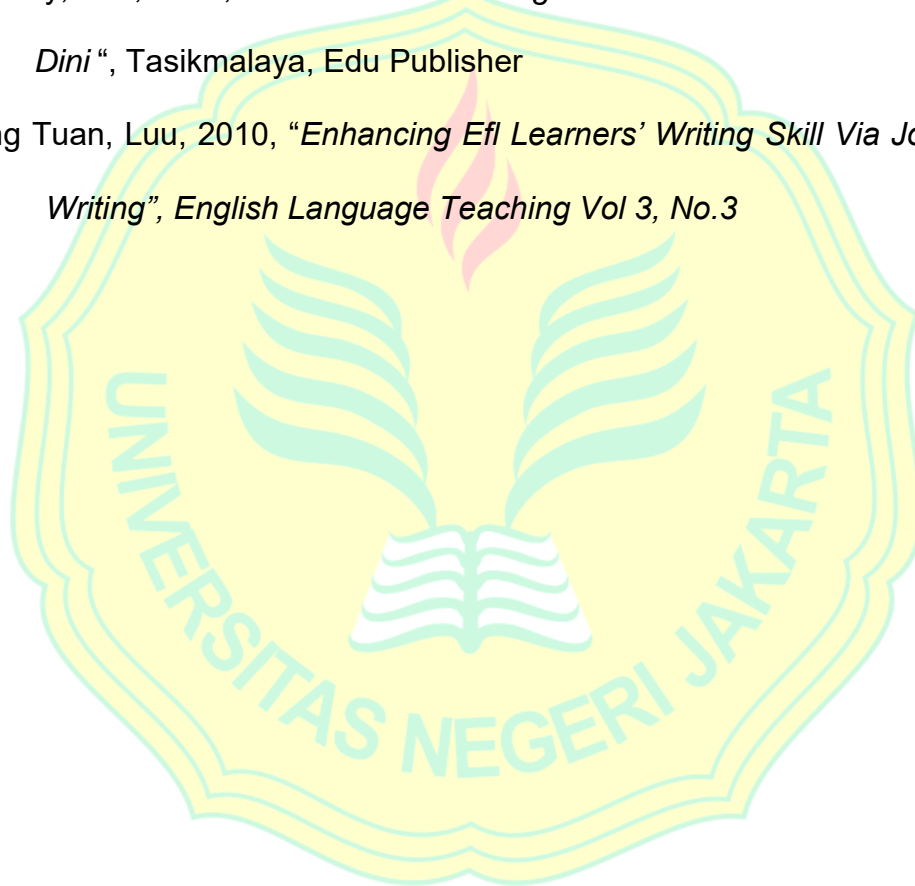 Dini “, Tasikmalaya, Edu Publisher
Tuan, Luu, 2010, “Enhancing Efl Learners’ Writing Skill Via
Writing”, English Language Teaching Vol 3, No.3
UNIVERSITAS NEGERI JAKARTA